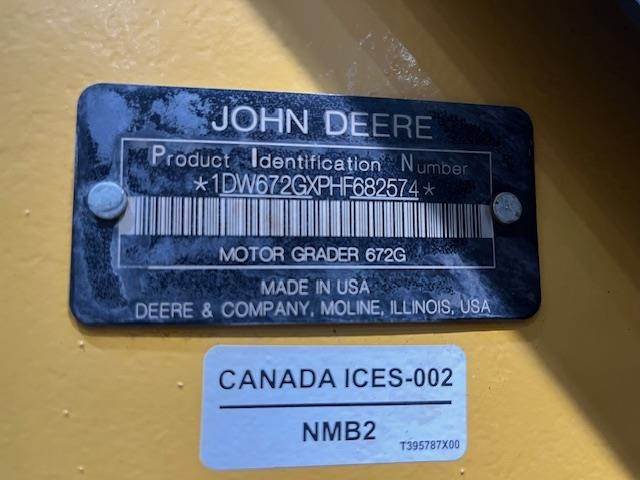 JOHN DEERE
Product Identification Number
*1DW672GXPHF682574*
MOTOR GRADER 672G
MADE IN USA
DEERE & COMPANY, MOLINE, ILLINOIS, USA
CANADA ICES-002
NMB2
T395787X00